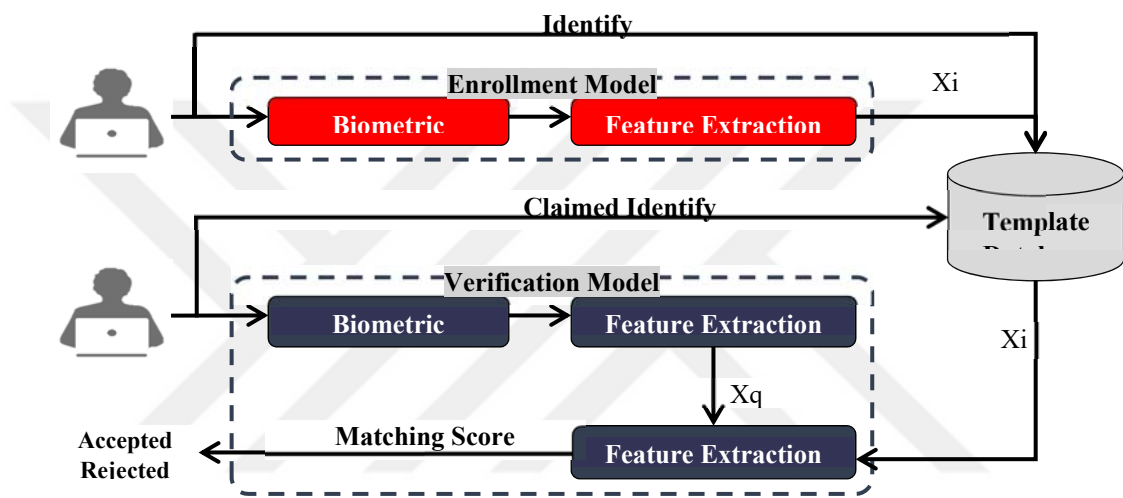 Identify
Enrollment Model
Xi
Biometric
Feature Extraction
Claimed Identify
Template
Verification Model
Biometric
Feature Extraction
Xi
Xq
Matching Score
Accepted
Rejected
Feature Extraction